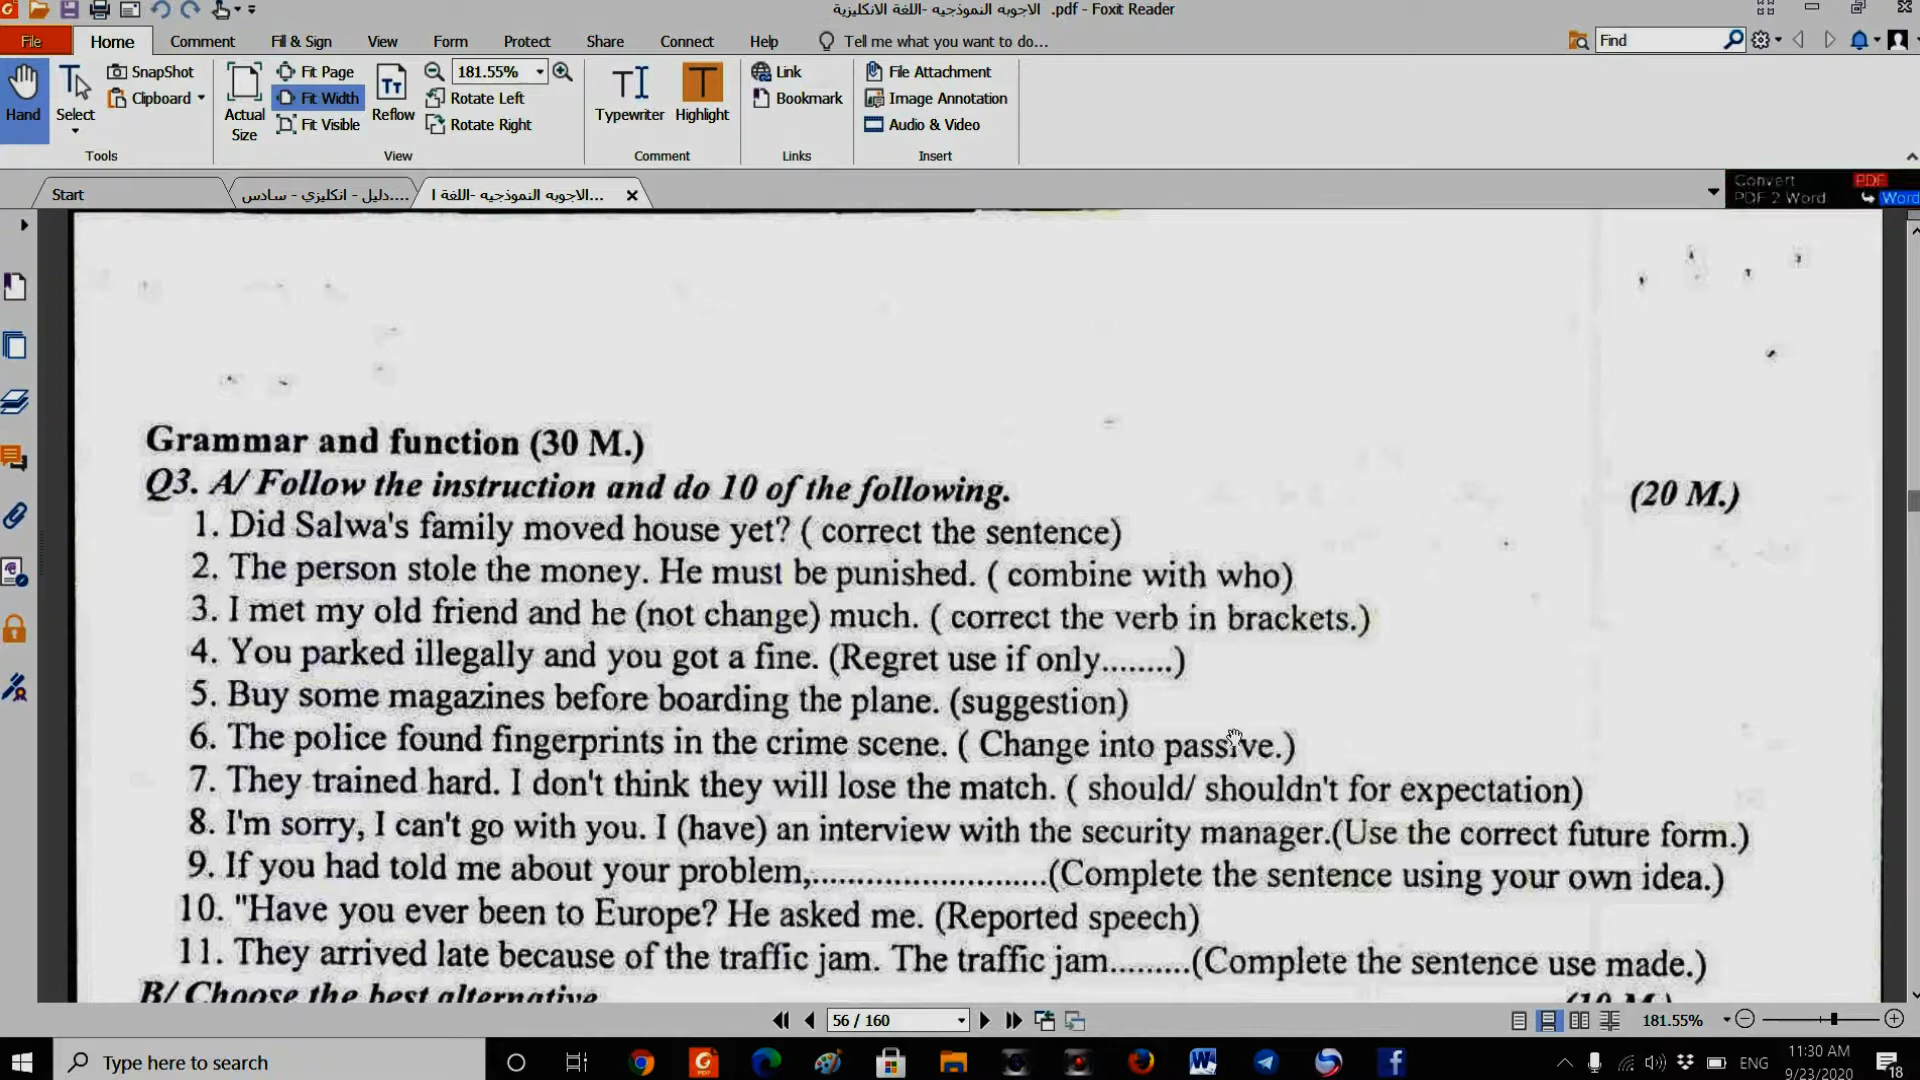 الاجوبه النموذجيه -اللغة الانكليزية .pdf - Foxit Reader
File Home Comment Fill & Sign View Form Protect Share Connect Help Tell me what you want to do... Find
Hand Select SnapShot Clipboard Actual Size Fit Page Fit Width Fit Visible Reflow 181.55% Rotate Left Rotate Right Typewriter Highlight Link Bookmark File Attachment Image Annotation Audio & Video
Tools View Comment Links Insert
Start دليل - انكليزي - سادس.... الاجوبه النموذجيه -اللغة ا... Convert PDF
PDF 2 Word Word
Grammar and function (30 M.)
Q3. A/ Follow the instruction and do 10 of the following. (20 M.)
1. Did Salwa's family moved house yet? ( correct the sentence)
2. The person stole the money. He must be punished. ( combine with who)
3. I met my old friend and he (not change) much. ( correct the verb in brackets.)
4. You parked illegally and you got a fine. (Regret use if only........)
5. Buy some magazines before boarding the plane. (suggestion)
6. The police found fingerprints in the crime scene. ( Change into passive.)
7. They trained hard. I don't think they will lose the match. ( should/ shouldn't for expectation)
8. I'm sorry, I can't go with you. I (have) an interview with the security manager.(Use the correct future form.)
9. If you had told me about your problem,..........................(Complete the sentence using your own idea.)
10. "Have you ever been to Europe? He asked me. (Reported speech)
11. They arrived late because of the traffic jam. The traffic jam.........(Complete the sentence use made.)
B/ Choose the best alternative (10 M.)
56 / 160 181.55%
Type here to search ENG 11:30 AM
9/23/2020 18